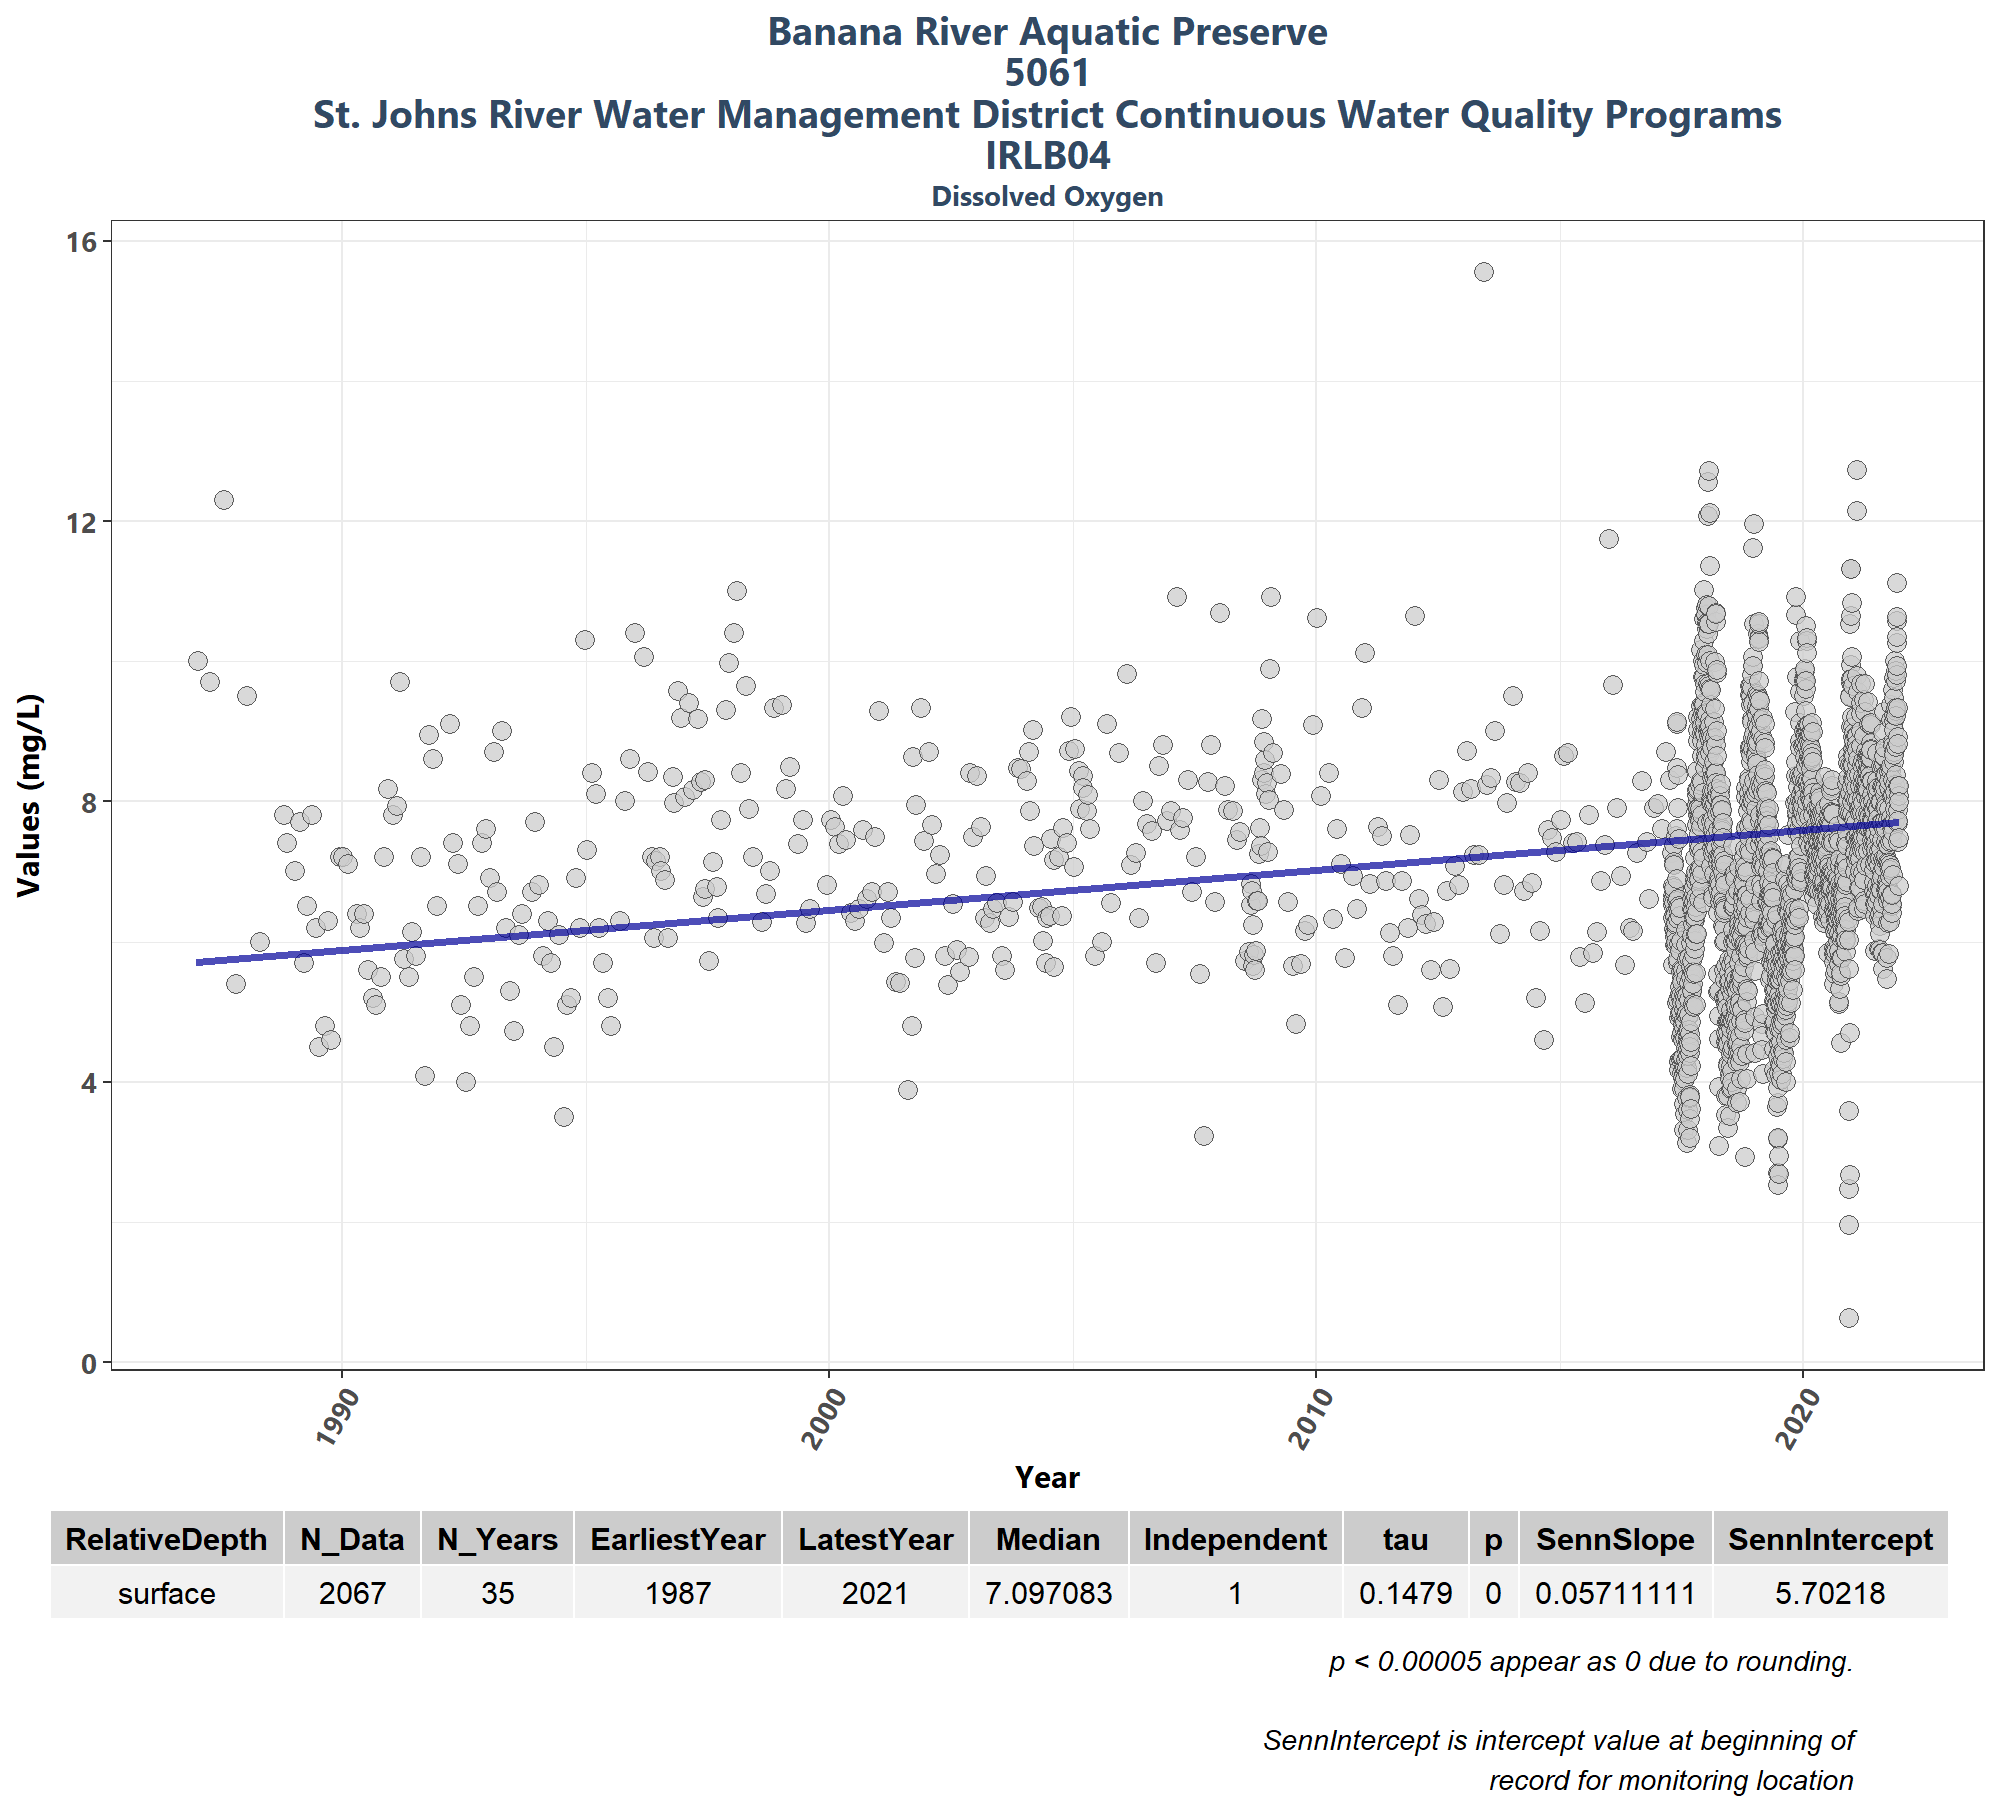 Banana River Aquatic Preserve
5061
St. Johns River Water Management District Continuous Water Quality Programs
IRLB04
Dissolved Oxygen
Values (mg/L)
16
12
8
4
0
1990 2000 2010 2020
Year
RelativeDepth N_Data N_Years EarliestYear LatestYear Median Independent tau p SennSlope SennIntercept
surface 2067 35 1987 2021 7.097083 1 0.1479 0 0.05711111 5.70218
p < 0.00005 appear as 0 due to rounding.
SennIntercept is intercept value at beginning of
record for monitoring location